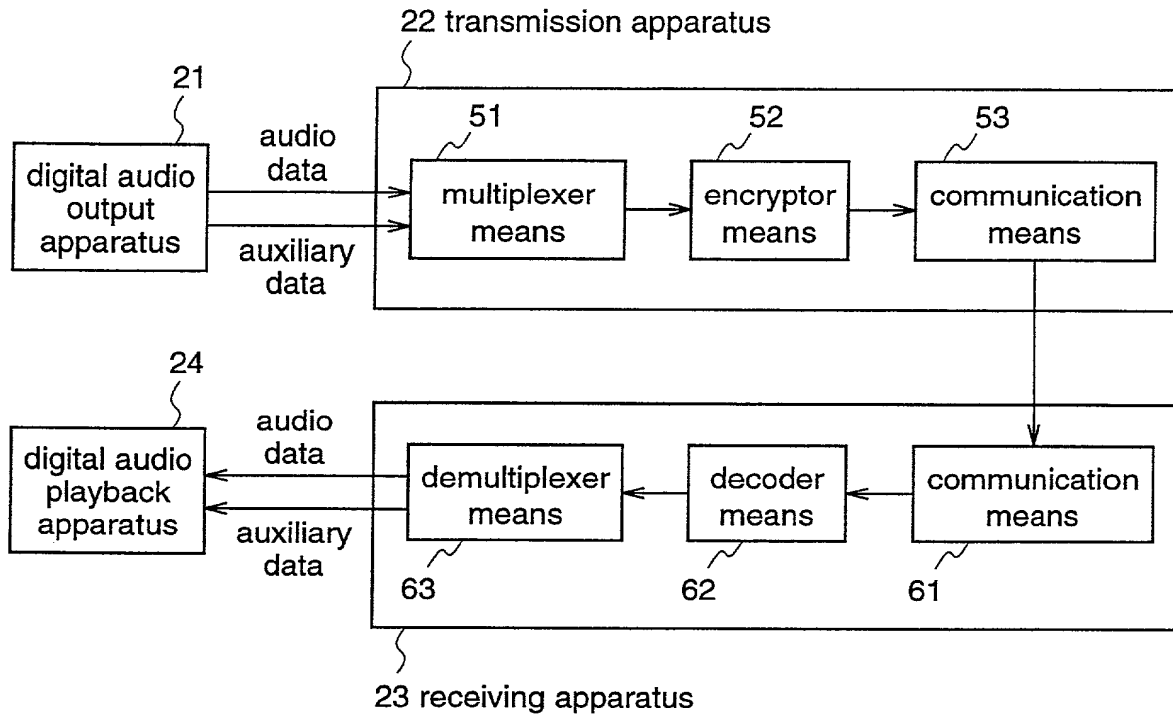 22 transmission apparatus
21
51
52
53
audio
data
digital audio
output
apparatus
multiplexer
means
encryptor
means
communication
means
auxiliary
data
24
audio
data
digital audio
playback
apparatus
demultiplexer
means
decoder
means
communication
means
auxiliary
data
63
62
61
23 receiving apparatus